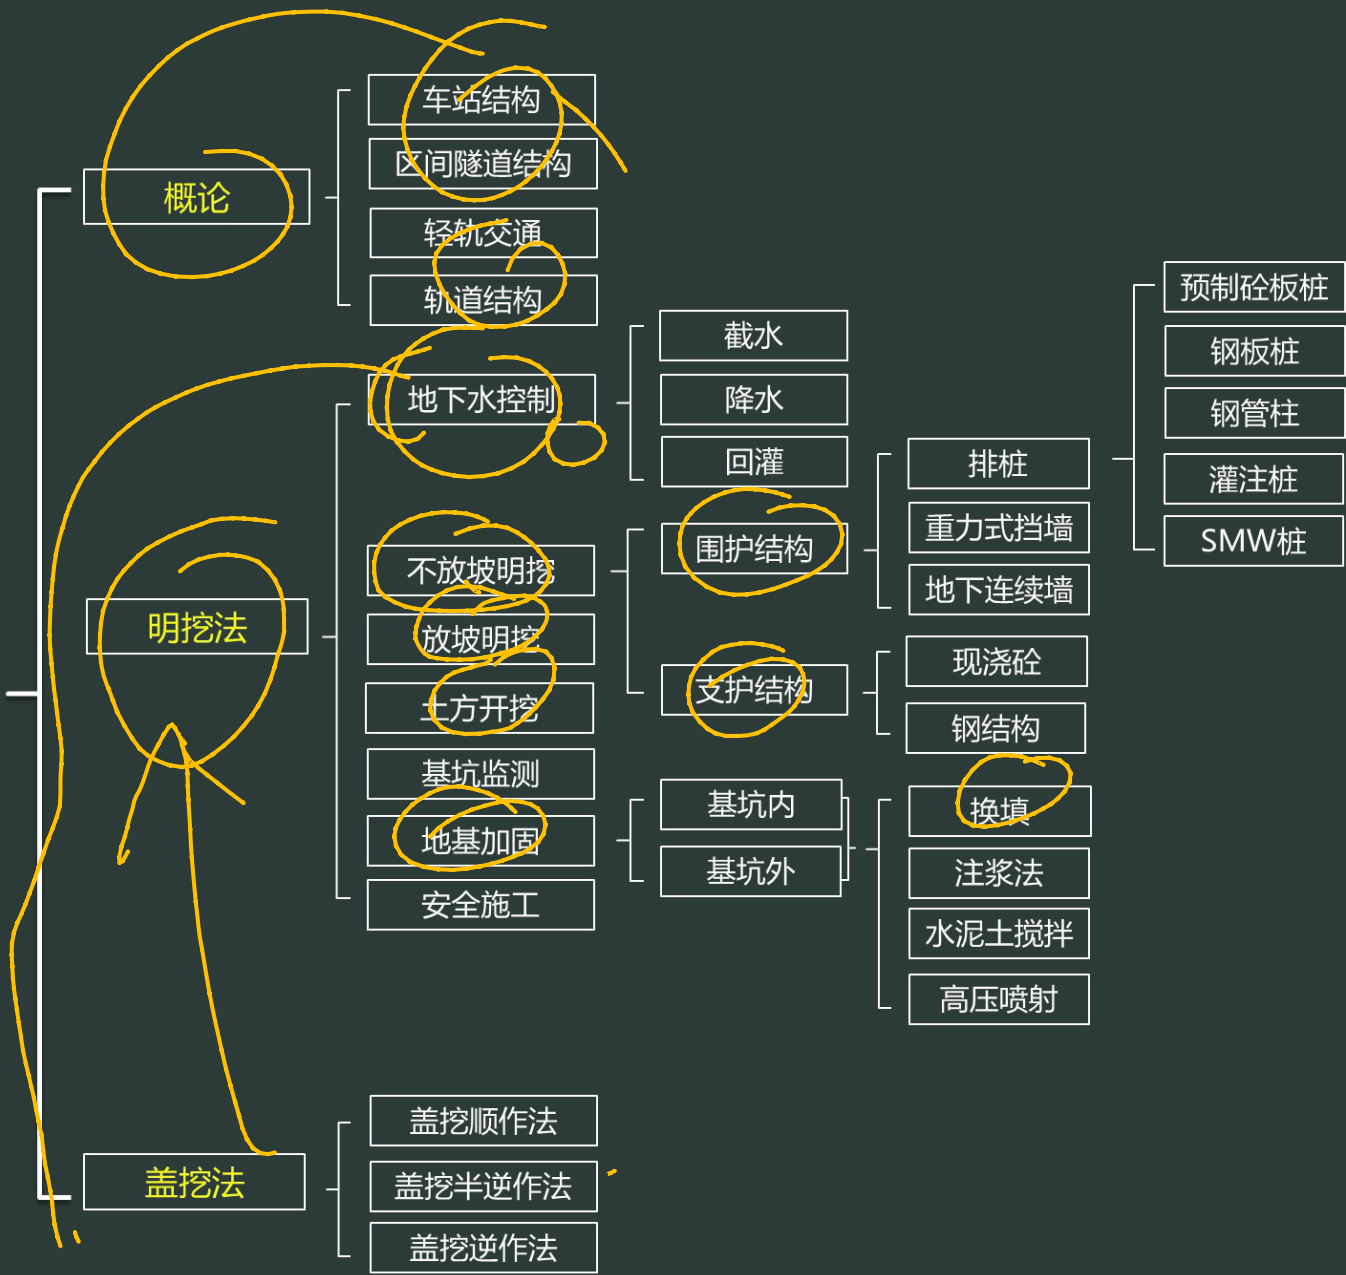 概论
车站结构
区间隧道结构
轻轨交通
轨道结构
明挖法
地下水控制
截水
降水
回灌
不放坡明挖
围护结构
排桩
预制砼板桩
钢板桩
钢管柱
灌注桩
SMW桩
重力式挡墙
地下连续墙
支护结构
现浇砼
钢结构
放坡明挖
土方开挖
基坑监测
地基加固
基坑内
基坑外
换填
注浆法
水泥土搅拌
高压喷射
安全施工
盖挖法
盖挖顺作法
盖挖半逆作法
盖挖逆作法